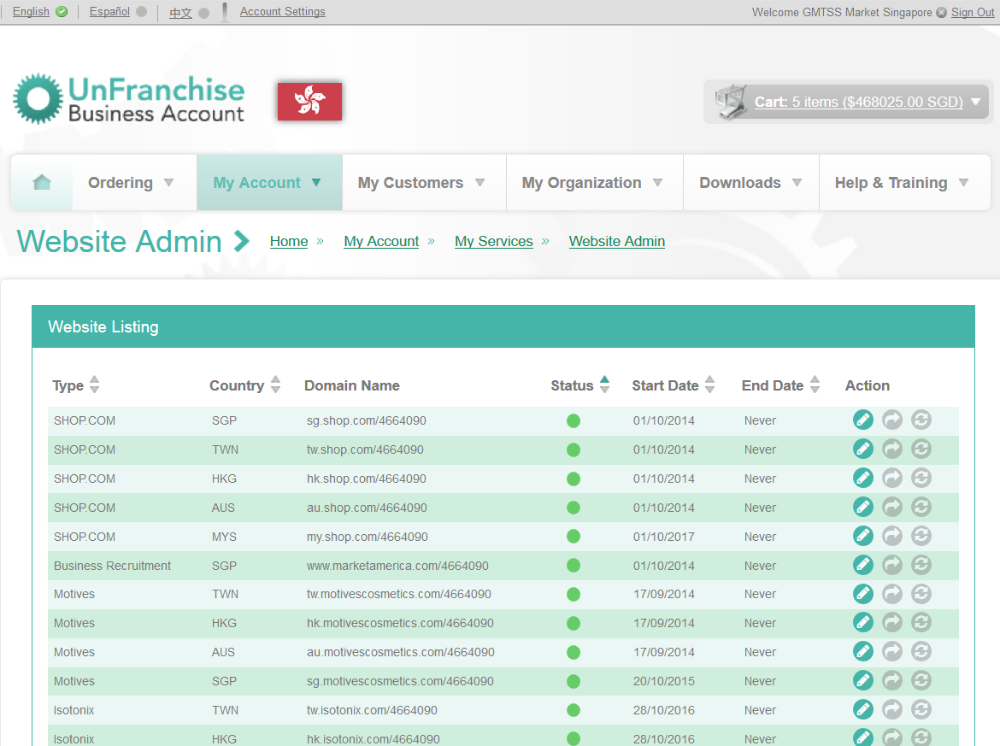 English Español 中文 Account Settings Welcome GMTSS Market Singapore Sign Out
UnFranchise
Business Account
Cart: 5 items ($468025.00 SGD)
Ordering My Account My Customers My Organization Downloads Help & Training
Website Admin Home » My Account » My Services » Website Admin
Website Listing
Type Country Domain Name Status Start Date End Date Action
SHOP.COM SGP sg.shop.com/4664090 01/10/2014 Never
SHOP.COM TWN tw.shop.com/4664090 01/10/2014 Never
SHOP.COM HKG hk.shop.com/4664090 01/10/2014 Never
SHOP.COM AUS au.shop.com/4664090 01/10/2014 Never
SHOP.COM MYS my.shop.com/4664090 01/10/2017 Never
Business Recruitment SGP www.marketamerica.com/4664090 01/10/2014 Never
Motives TWN tw.motivescosmetics.com/4664090 17/09/2014 Never
Motives HKG hk.motivescosmetics.com/4664090 17/09/2014 Never
Motives AUS au.motivescosmetics.com/4664090 17/09/2014 Never
Motives SGP sg.motivescosmetics.com/4664090 20/10/2015 Never
Isotonix TWN tw.isotonix.com/4664090 28/10/2016 Never
Isotonix HKG hk.isotonix.com/4664090 28/10/2016 Never